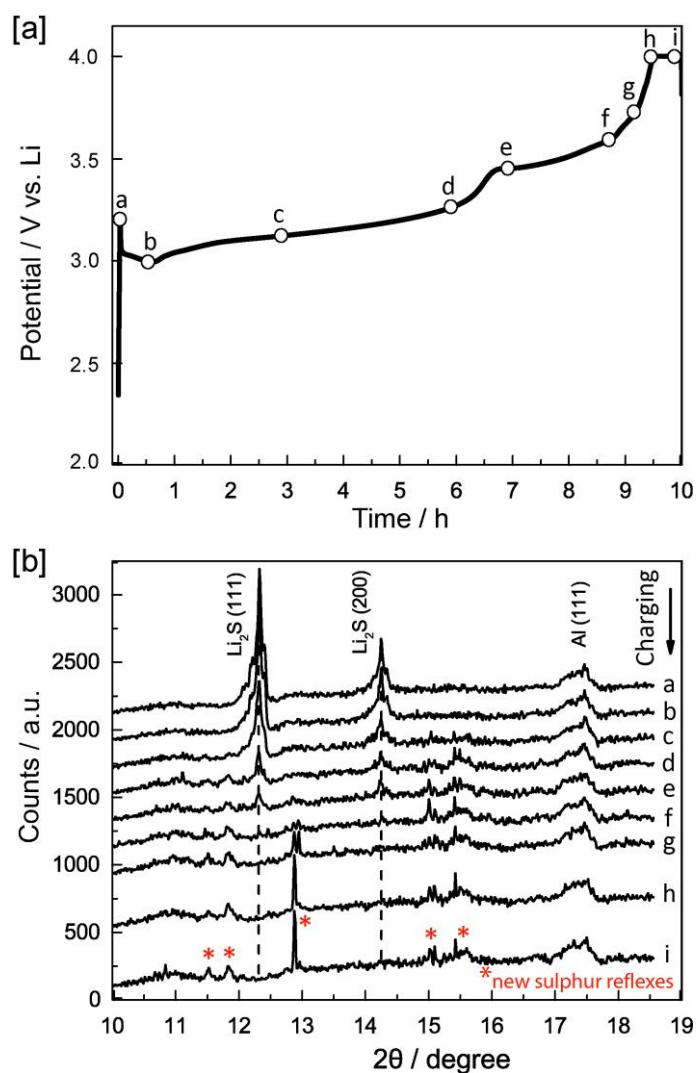 [a]
4.0
3.5
3.0
2.5
2.0
Potential / V vs. Li
a
b
c
d
e
f
g
h
i
0 1 2 3 4 5 6 7 8 9 10
Time / h
[b]
3000
2500
2000
1500
1000
500
0
Counts / a.u.
Li₂S (111)
Li₂S (200)
Al (111)
Charging
a
b
c
d
e
f
g
h
i
* * * * *
*new sulphur reflexes
10 11 12 13 14 15 16 17 18 19
2θ / degree